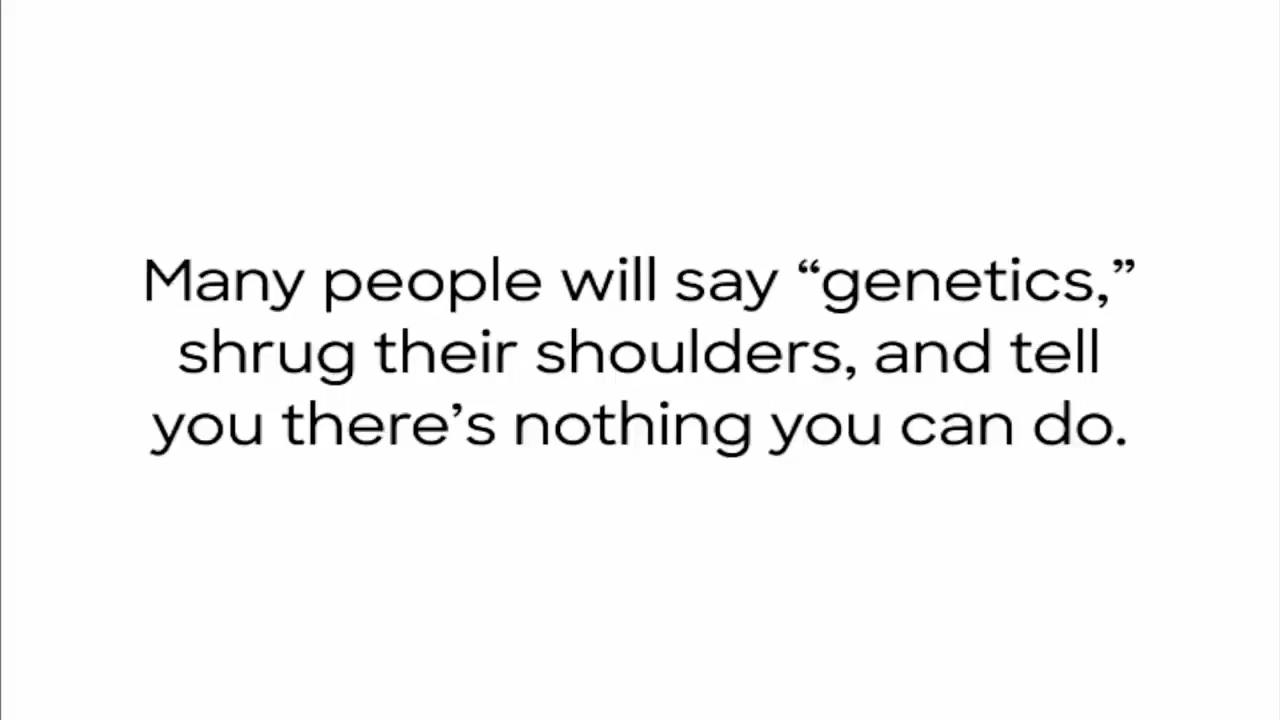 Many people will say “genetics,”
shrug their shoulders, and tell
you there’s nothing you can do.